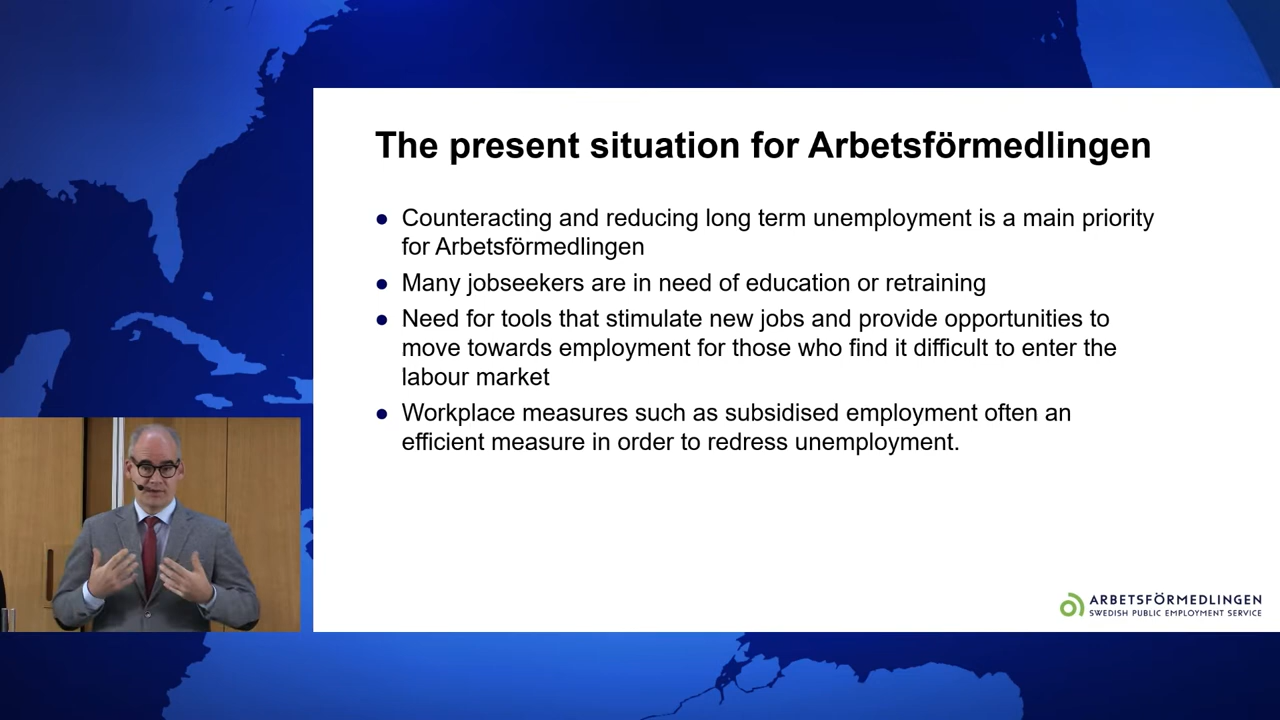 The present situation for Arbetsförmedlingen
● Counteracting and reducing long term unemployment is a main priority
for Arbetsförmedlingen
● Many jobseekers are in need of education or retraining
● Need for tools that stimulate new jobs and provide opportunities to
move towards employment for those who find it difficult to enter the
labour market
● Workplace measures such as subsidised employment often an
efficient measure in order to redress unemployment.
ARBETSFÖRMEDLINGEN
SWEDISH PUBLIC EMPLOYMENT SERVICE